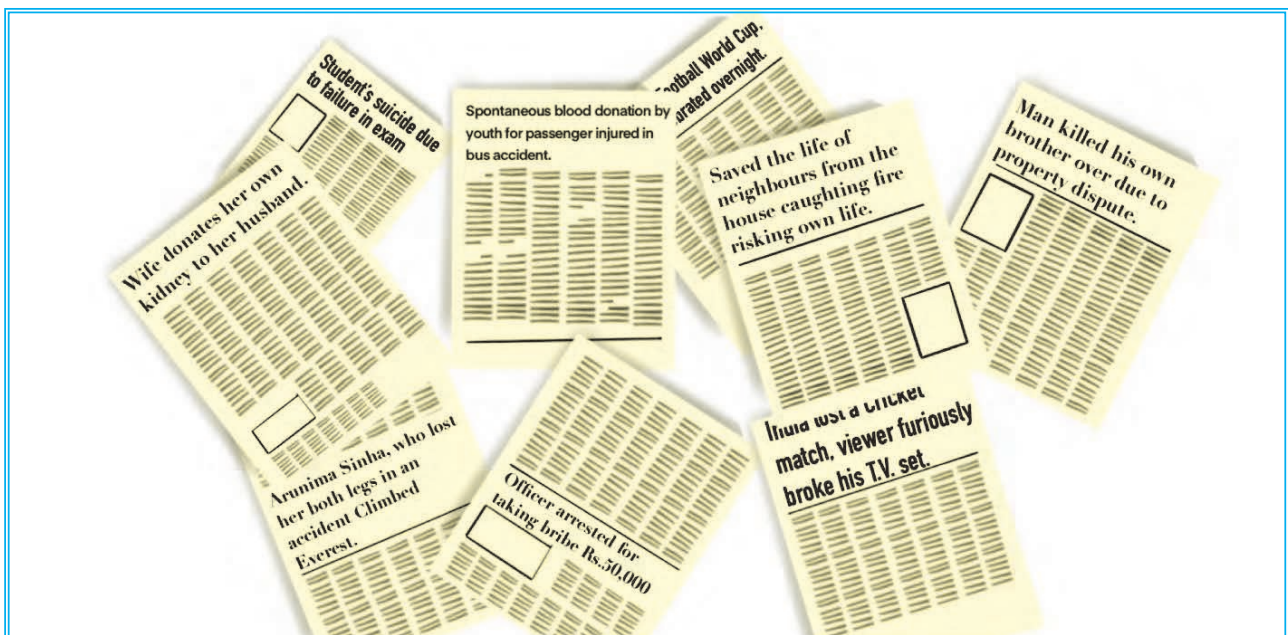 Student's suicide due
to failure in exam
Spontaneous blood donation by
youth for passenger injured in
bus accident.
World Cup,
overnight.
Saved the life of
neighbours from the
house caughting fire
risking own life.
Man killed his own
brother over due to
property dispute.
Wife donates her own
kidney to her husband.
Arunima Sinha, who lost
her both legs in an
accident Climbed
Everest.
Officer arrested for
taking bribe Rs.50,000
India lost a cricket
match, viewer furiously
broke his T.V. set.